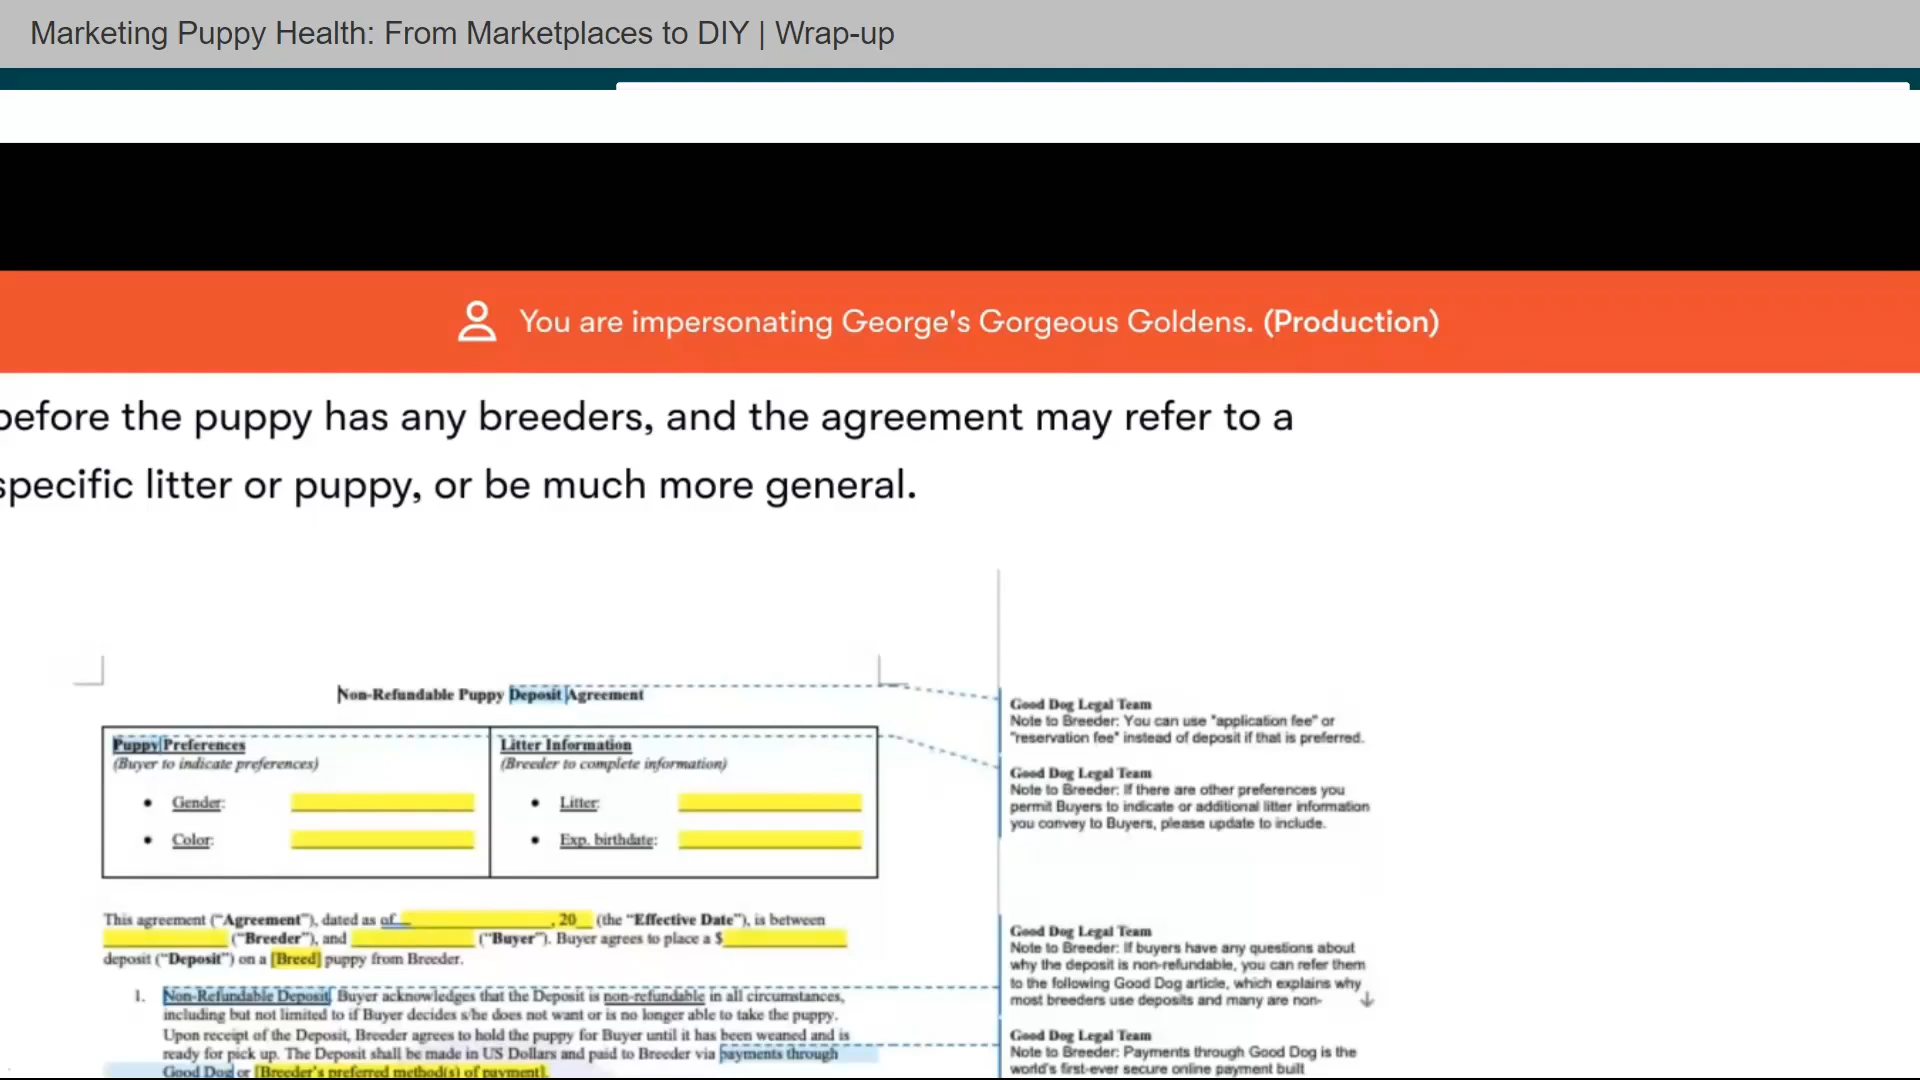 Marketing Puppy Health: From Marketplaces to DIY | Wrap-up
You are impersonating George's Gorgeous Goldens. (Production)
before the puppy has any breeders, and the agreement may refer to a
specific litter or puppy, or be much more general.
Non-Refundable Puppy Deposit Agreement
Puppy Preferences
(Buyer to indicate preferences)
• Gender:
• Color:
Litter Information
(Breeder to complete information)
• Litter:
• Exp. birthdate:
This agreement (“Agreement”), dated as of ____, 20__ (the “Effective Date”), is between
____ (“Breeder”), and ____ (“Buyer”). Buyer agrees to place a $____
deposit (“Deposit”) on a [Breed] puppy from Breeder.
1. Non-Refundable Deposit. Buyer acknowledges that the Deposit is non-refundable in all circumstances,
including but not limited to if Buyer decides s/he does not want or is no longer able to take the puppy.
Upon receipt of the Deposit, Breeder agrees to hold the puppy for Buyer until it has been weaned and is
ready for pick up. The Deposit shall be made in US Dollars and paid to Breeder via payments through
Good Dog or [Breeder's preferred method(s) of payment].
Good Dog Legal Team
Note to Breeder: You can use "application fee" or
"reservation fee" instead of deposit if that is preferred.
Good Dog Legal Team
Note to Breeder: If there are other preferences you
permit Buyers to indicate or additional litter information
you convey to Buyers, please update to include.
Good Dog Legal Team
Note to Breeder: If buyers have any questions about
why the deposit is non-refundable, you can refer them
to the following Good Dog article, which explains why
most breeders use deposits and many are non-
Good Dog Legal Team
Note to Breeder: Payments through Good Dog is the
world's first-ever secure online payment built